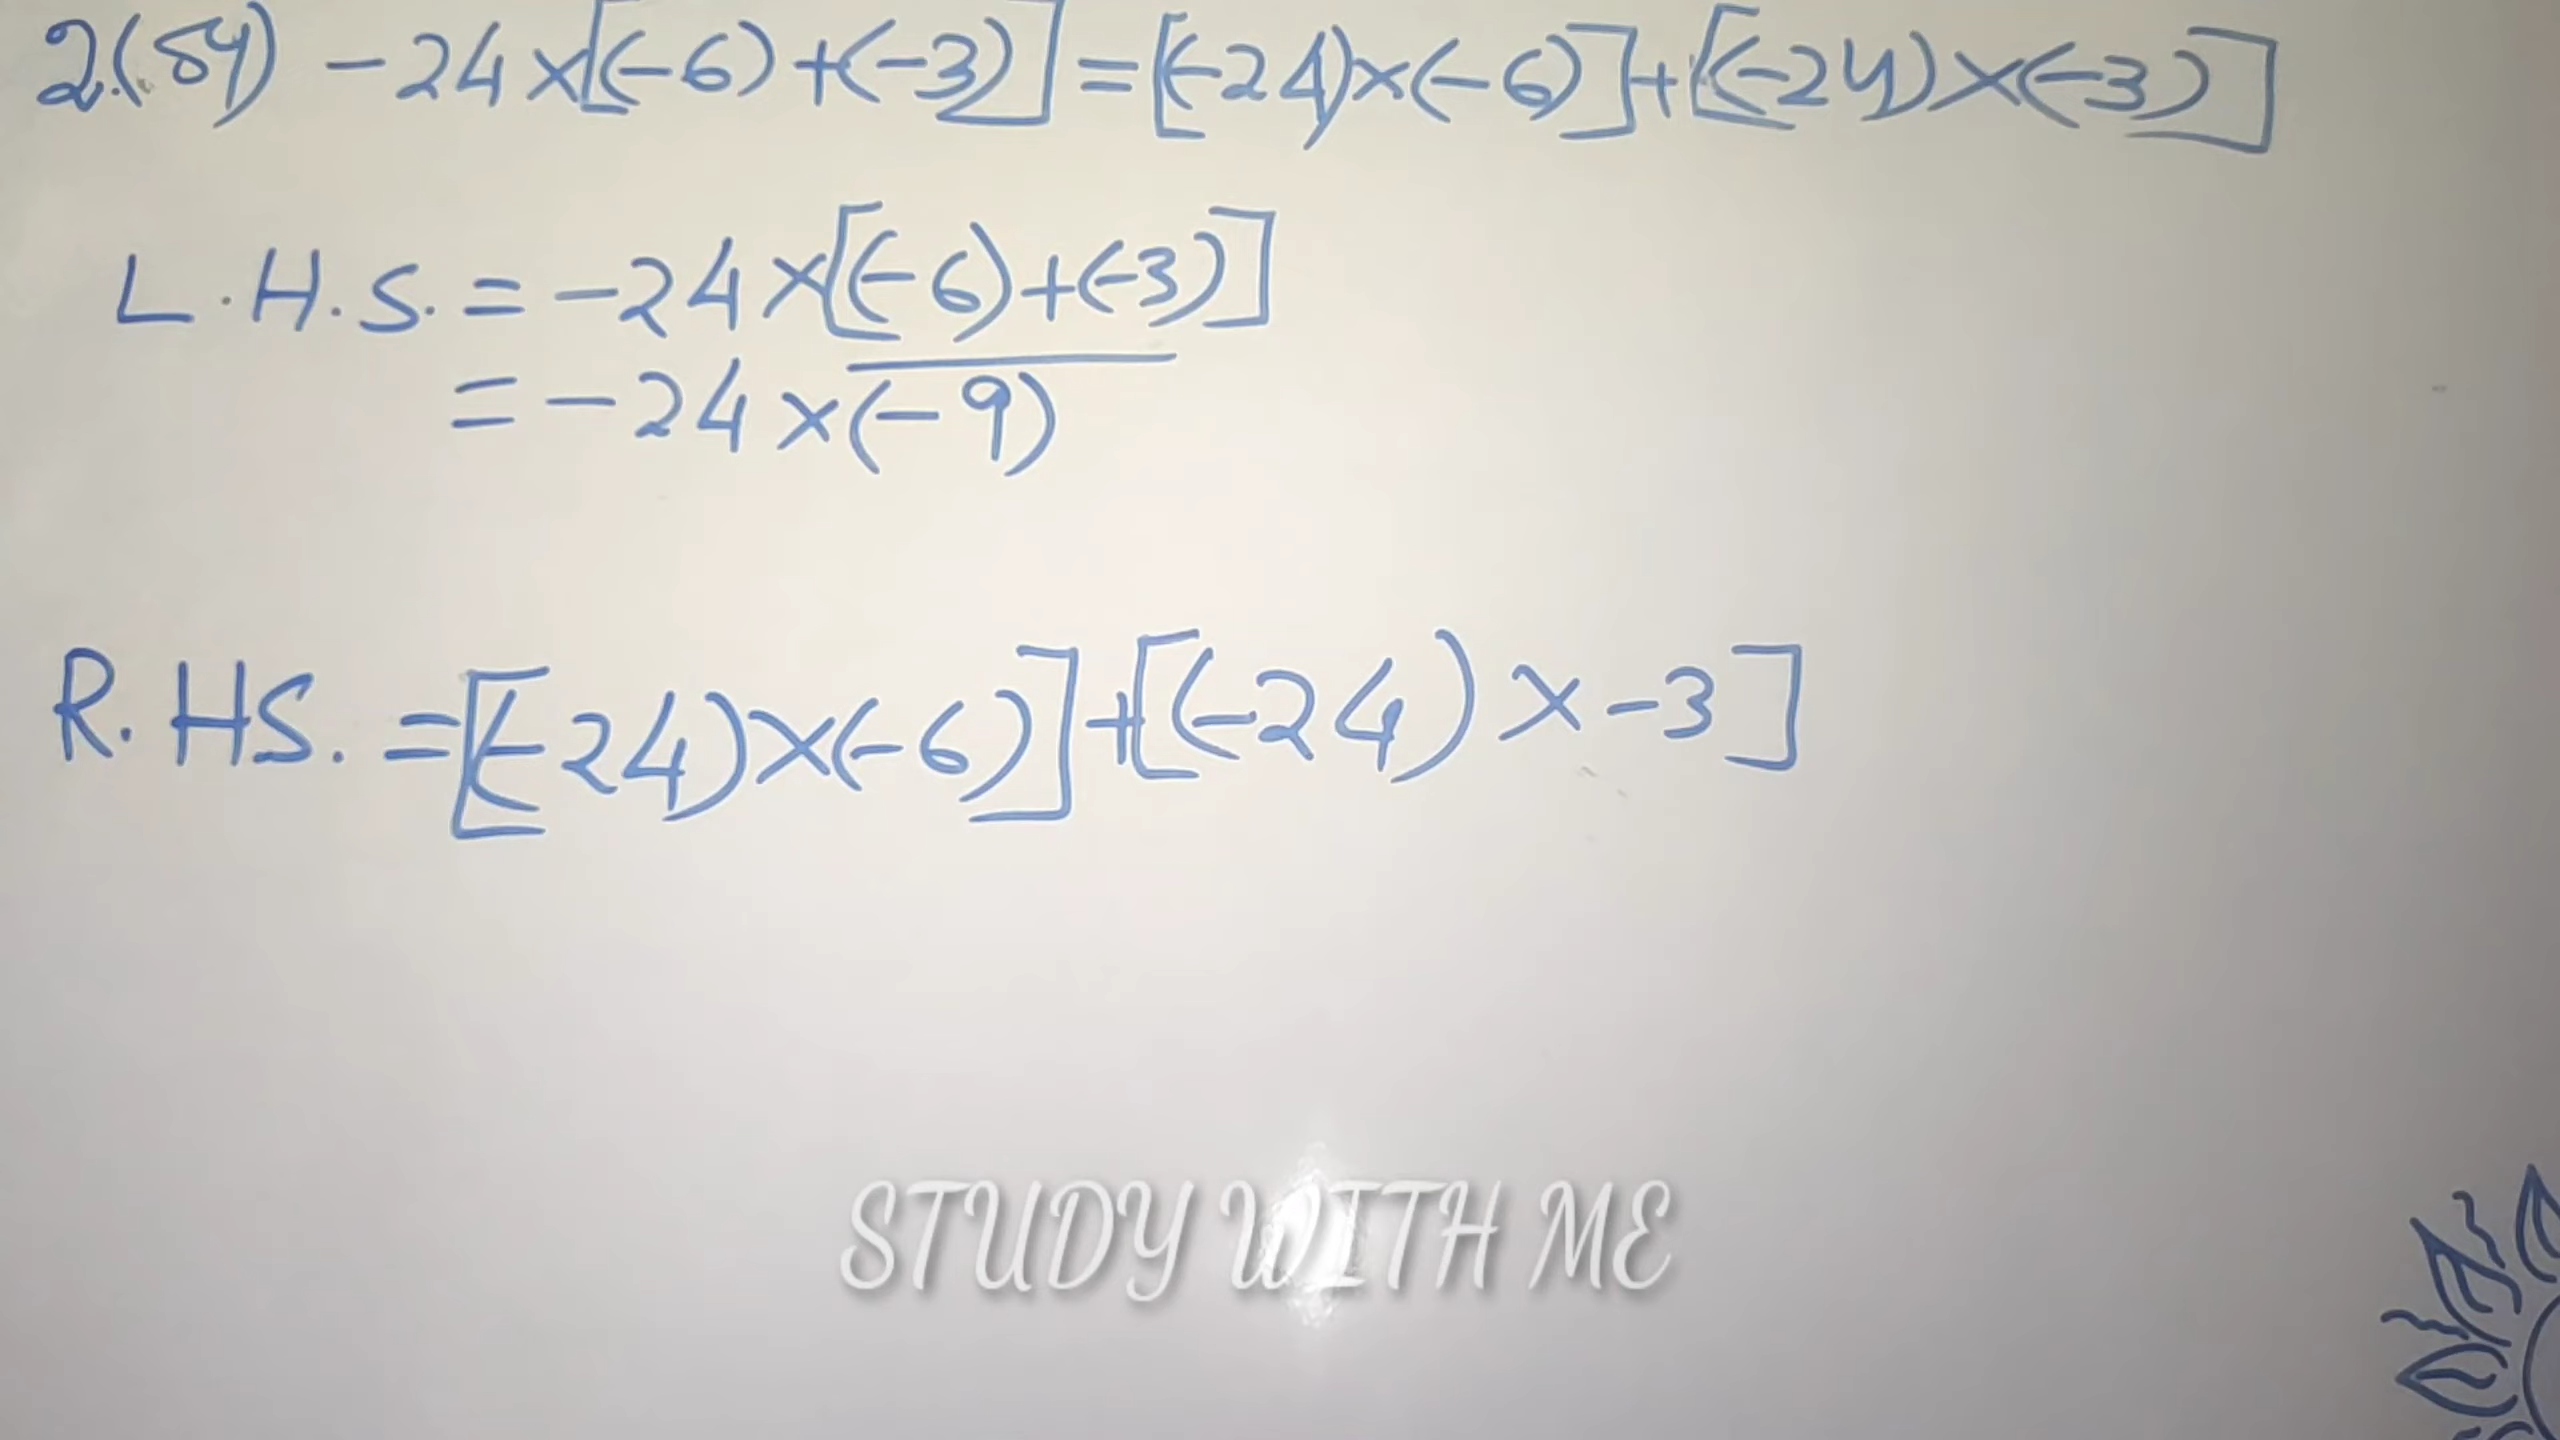 2.(ଖ) -24×[(-6)+(-3)]=[(-24)×(-6)]+[(-24)×(-3)]
L.H.S.=-24×[(-6)+(-3)]
=-24×(-9)
R.HS.=[(-24)×(-6)]+[(-24)×-3]
STUDY WITH ME